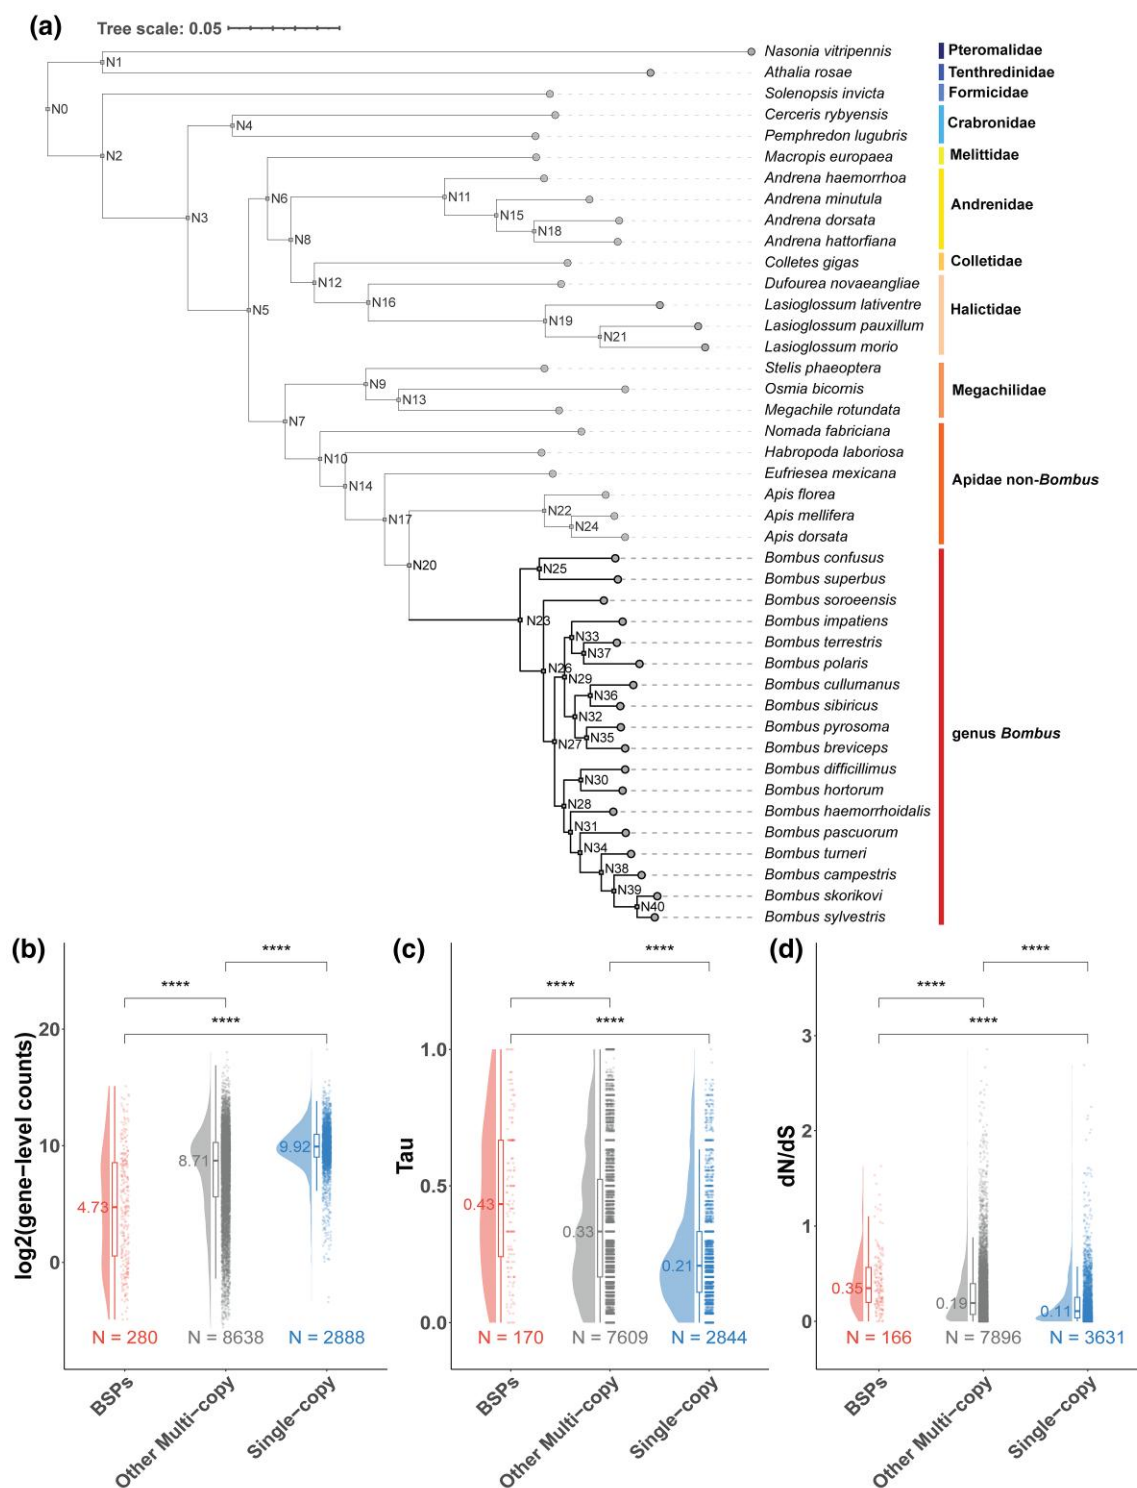 (a)
Tree scale: 0.05
Nasonia vitripennis
Pteromalidae
N1
Athalia rosae
Tenthredinidae
Solenopsis invicta
Formicidae
N0
Cerceris rybyensis
N4
Crabronidae
Pemphredon lugubris
N2
Macropis europaea
Melittidae
Andrena haemorrhoa
N6
N11
Andrena minutula
Andrenidae
N3
N15
Andrena dorsata
N18
N8
Andrena hattorfiana
Colletes gigas
Colletidae
N12
Dufourea novaeangliae
N16
Lasioglossum lativentre
N5
Halictidae
N19
Lasioglossum pauxillum
N21
Lasioglossum morio
Stelis phaeoptera
N9
Osmia bicornis
Megachilidae
N13
Megachile rotundata
N7
Nomada fabriciana
Habropoda laboriosa
N10
Eufriesea mexicana
Apidae non-Bombus
N14
Apis florea
N22
Apis mellifera
N17
N24
Apis dorsata
Bombus confusus
N20
N25
Bombus superbus
Bombus soroeensis
N23
Bombus impatiens
N33
Bombus terrestris
N37
Bombus polaris
N26
N29
Bombus cullumanus
N36
Bombus sibiricus
N32
Bombus pyrosoma
genus Bombus
N35
N27
Bombus breviceps
Bombus difficillimus
N30
Bombus hortorum
N28
Bombus haemorrhoidalis
N31
Bombus pascuorum
N34
Bombus turneri
N38
Bombus campestris
N39
Bombus skorikovi
N40
Bombus sylvestris
(b)
****
****
****
log2(gene-level counts)
20
10
0
4.73
8.71
9.92
N = 280
N = 8638
N = 2888
BSPs
Other Multi-copy
Single-copy
(c)
****
****
****
Tau
1.0
0.5
0.0
0.43
0.33
0.21
N = 170
N = 7609
N = 2844
BSPs
Other Multi-copy
Single-copy
(d)
****
****
****
dN/dS
3
2
1
0
0.35
0.19
0.11
N = 166
N = 7896
N = 3631
BSPs
Other Multi-copy
Single-copy